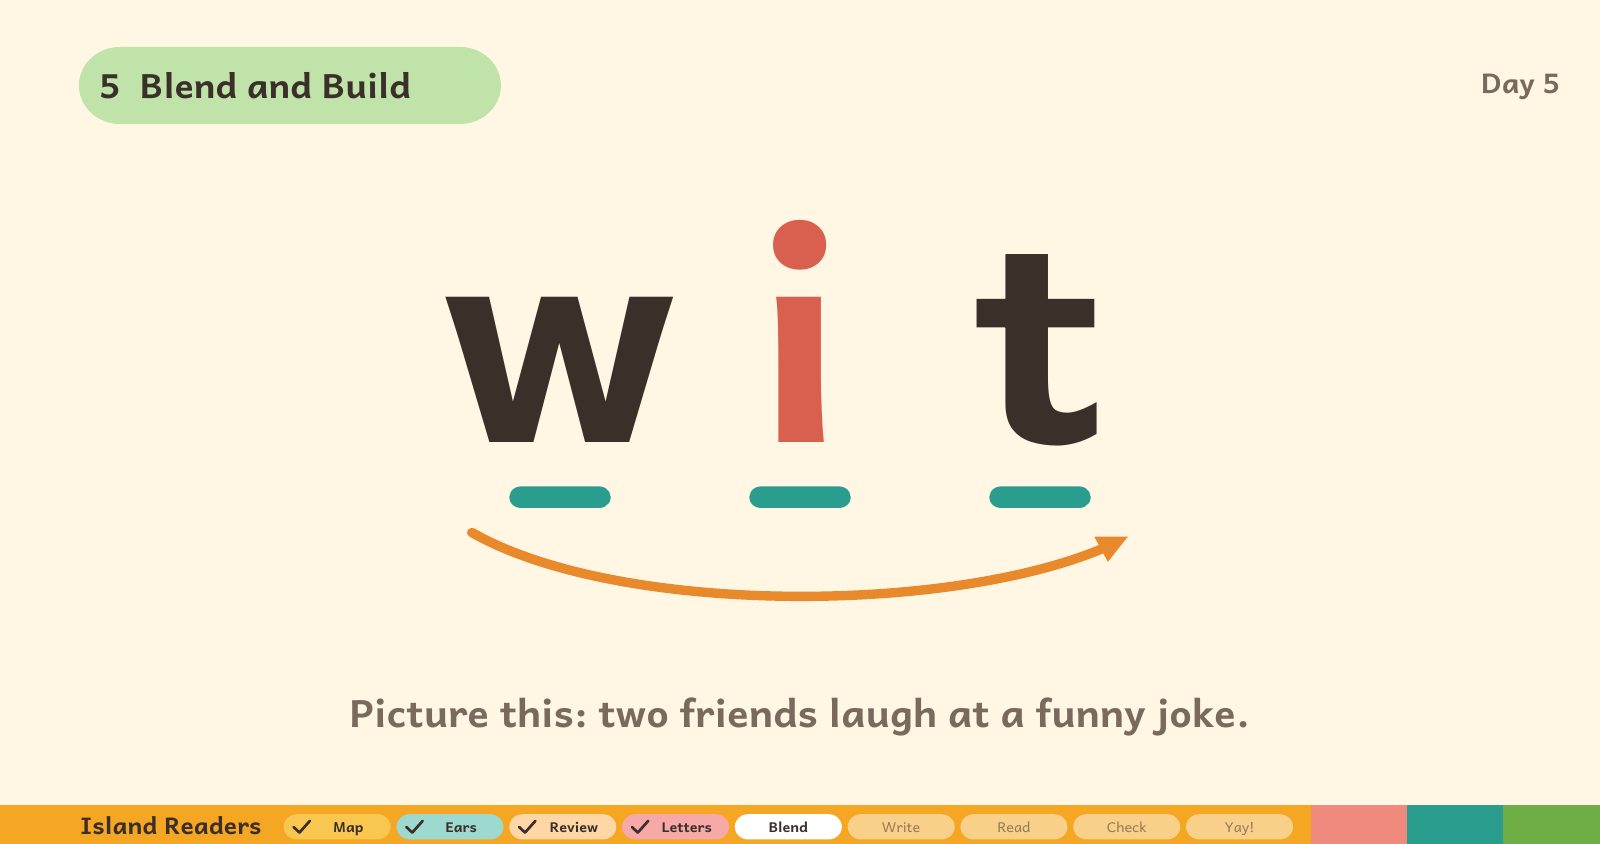 5 Blend and Build
Day 5
wit
Picture this: two friends laugh at a funny joke.
Island Readers
Map
Ears
Review
Letters
Blend
Write
Read
Check
Yay!